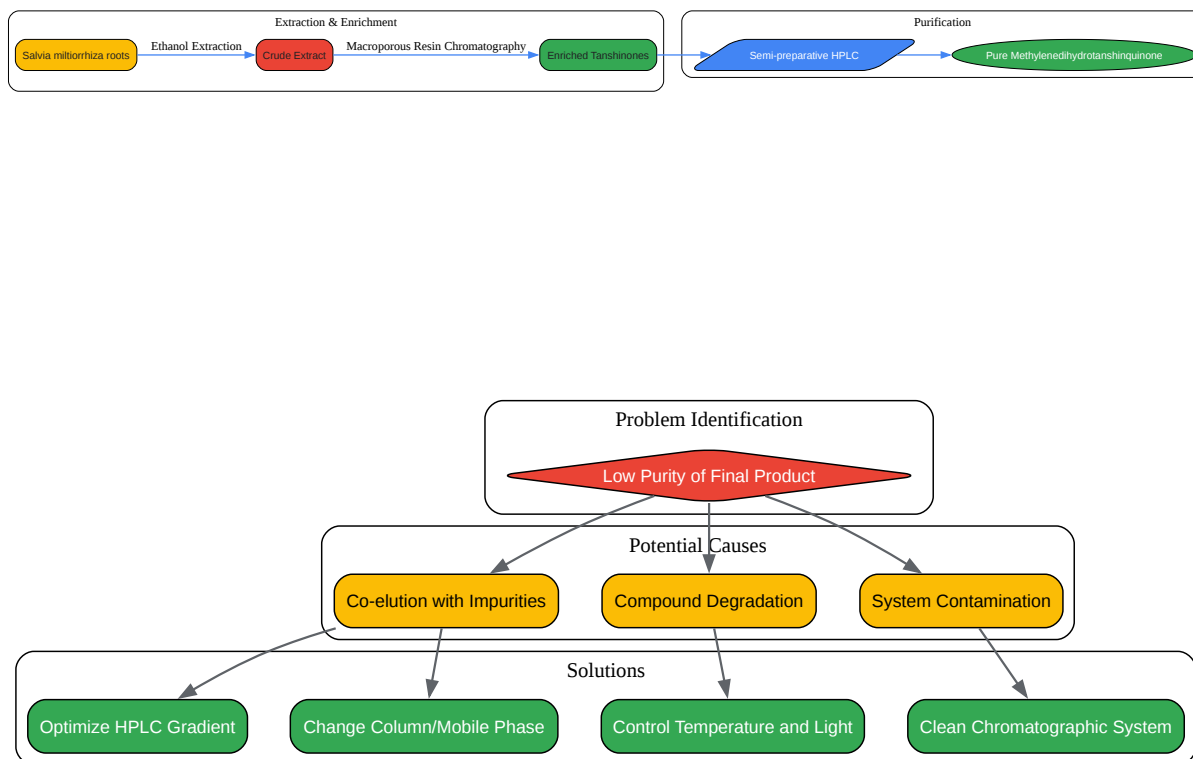 Extraction & Enrichment
Purification
Salvia miltiorrhiza roots
Ethanol Extraction
Crude Extract
Macroporous Resin Chromatography
Enriched Tanshinones
Semi-preparative HPLC
Pure Methylenedihydrotanshinquinone
Problem Identification
Low Purity of Final Product
Potential Causes
Co-elution with Impurities
Compound Degradation
System Contamination
Solutions
Optimize HPLC Gradient
Change Column/Mobile Phase
Control Temperature and Light
Clean Chromatographic System